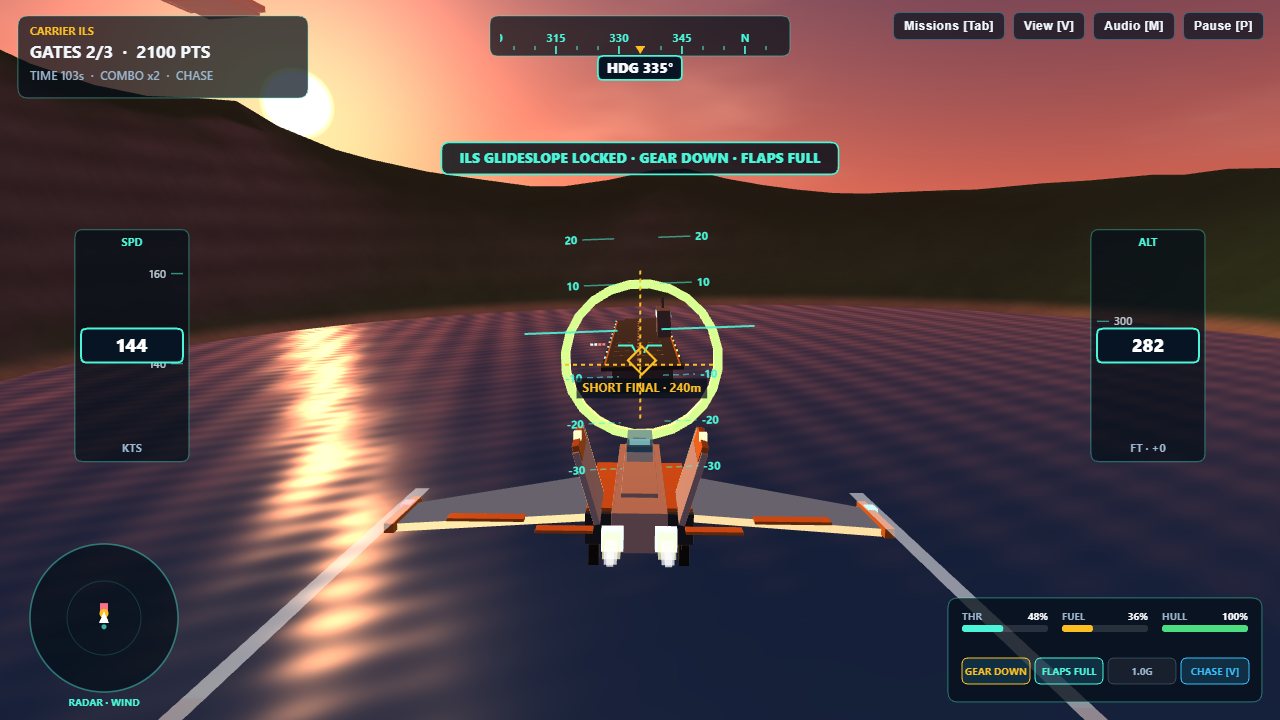 CARRIER ILS
GATES 2/3 · 2100 PTS
TIME 103s · COMBO x2 · CHASE
315 330 345 N
HDG 335°
Missions [Tab]
View [V]
Audio [M]
Pause [P]
ILS GLIDESLOPE LOCKED · GEAR DOWN · FLAPS FULL
SPD
160
144
140
KTS
20 20
10 10
-10 -10
SHORT FINAL · 240m
-20 -20
-30 -30
ALT
300
282
FT · +0
RADAR · WIND
THR 48% FUEL 36% HULL 100%
GEAR DOWN
FLAPS FULL
1.0G
CHASE [V]